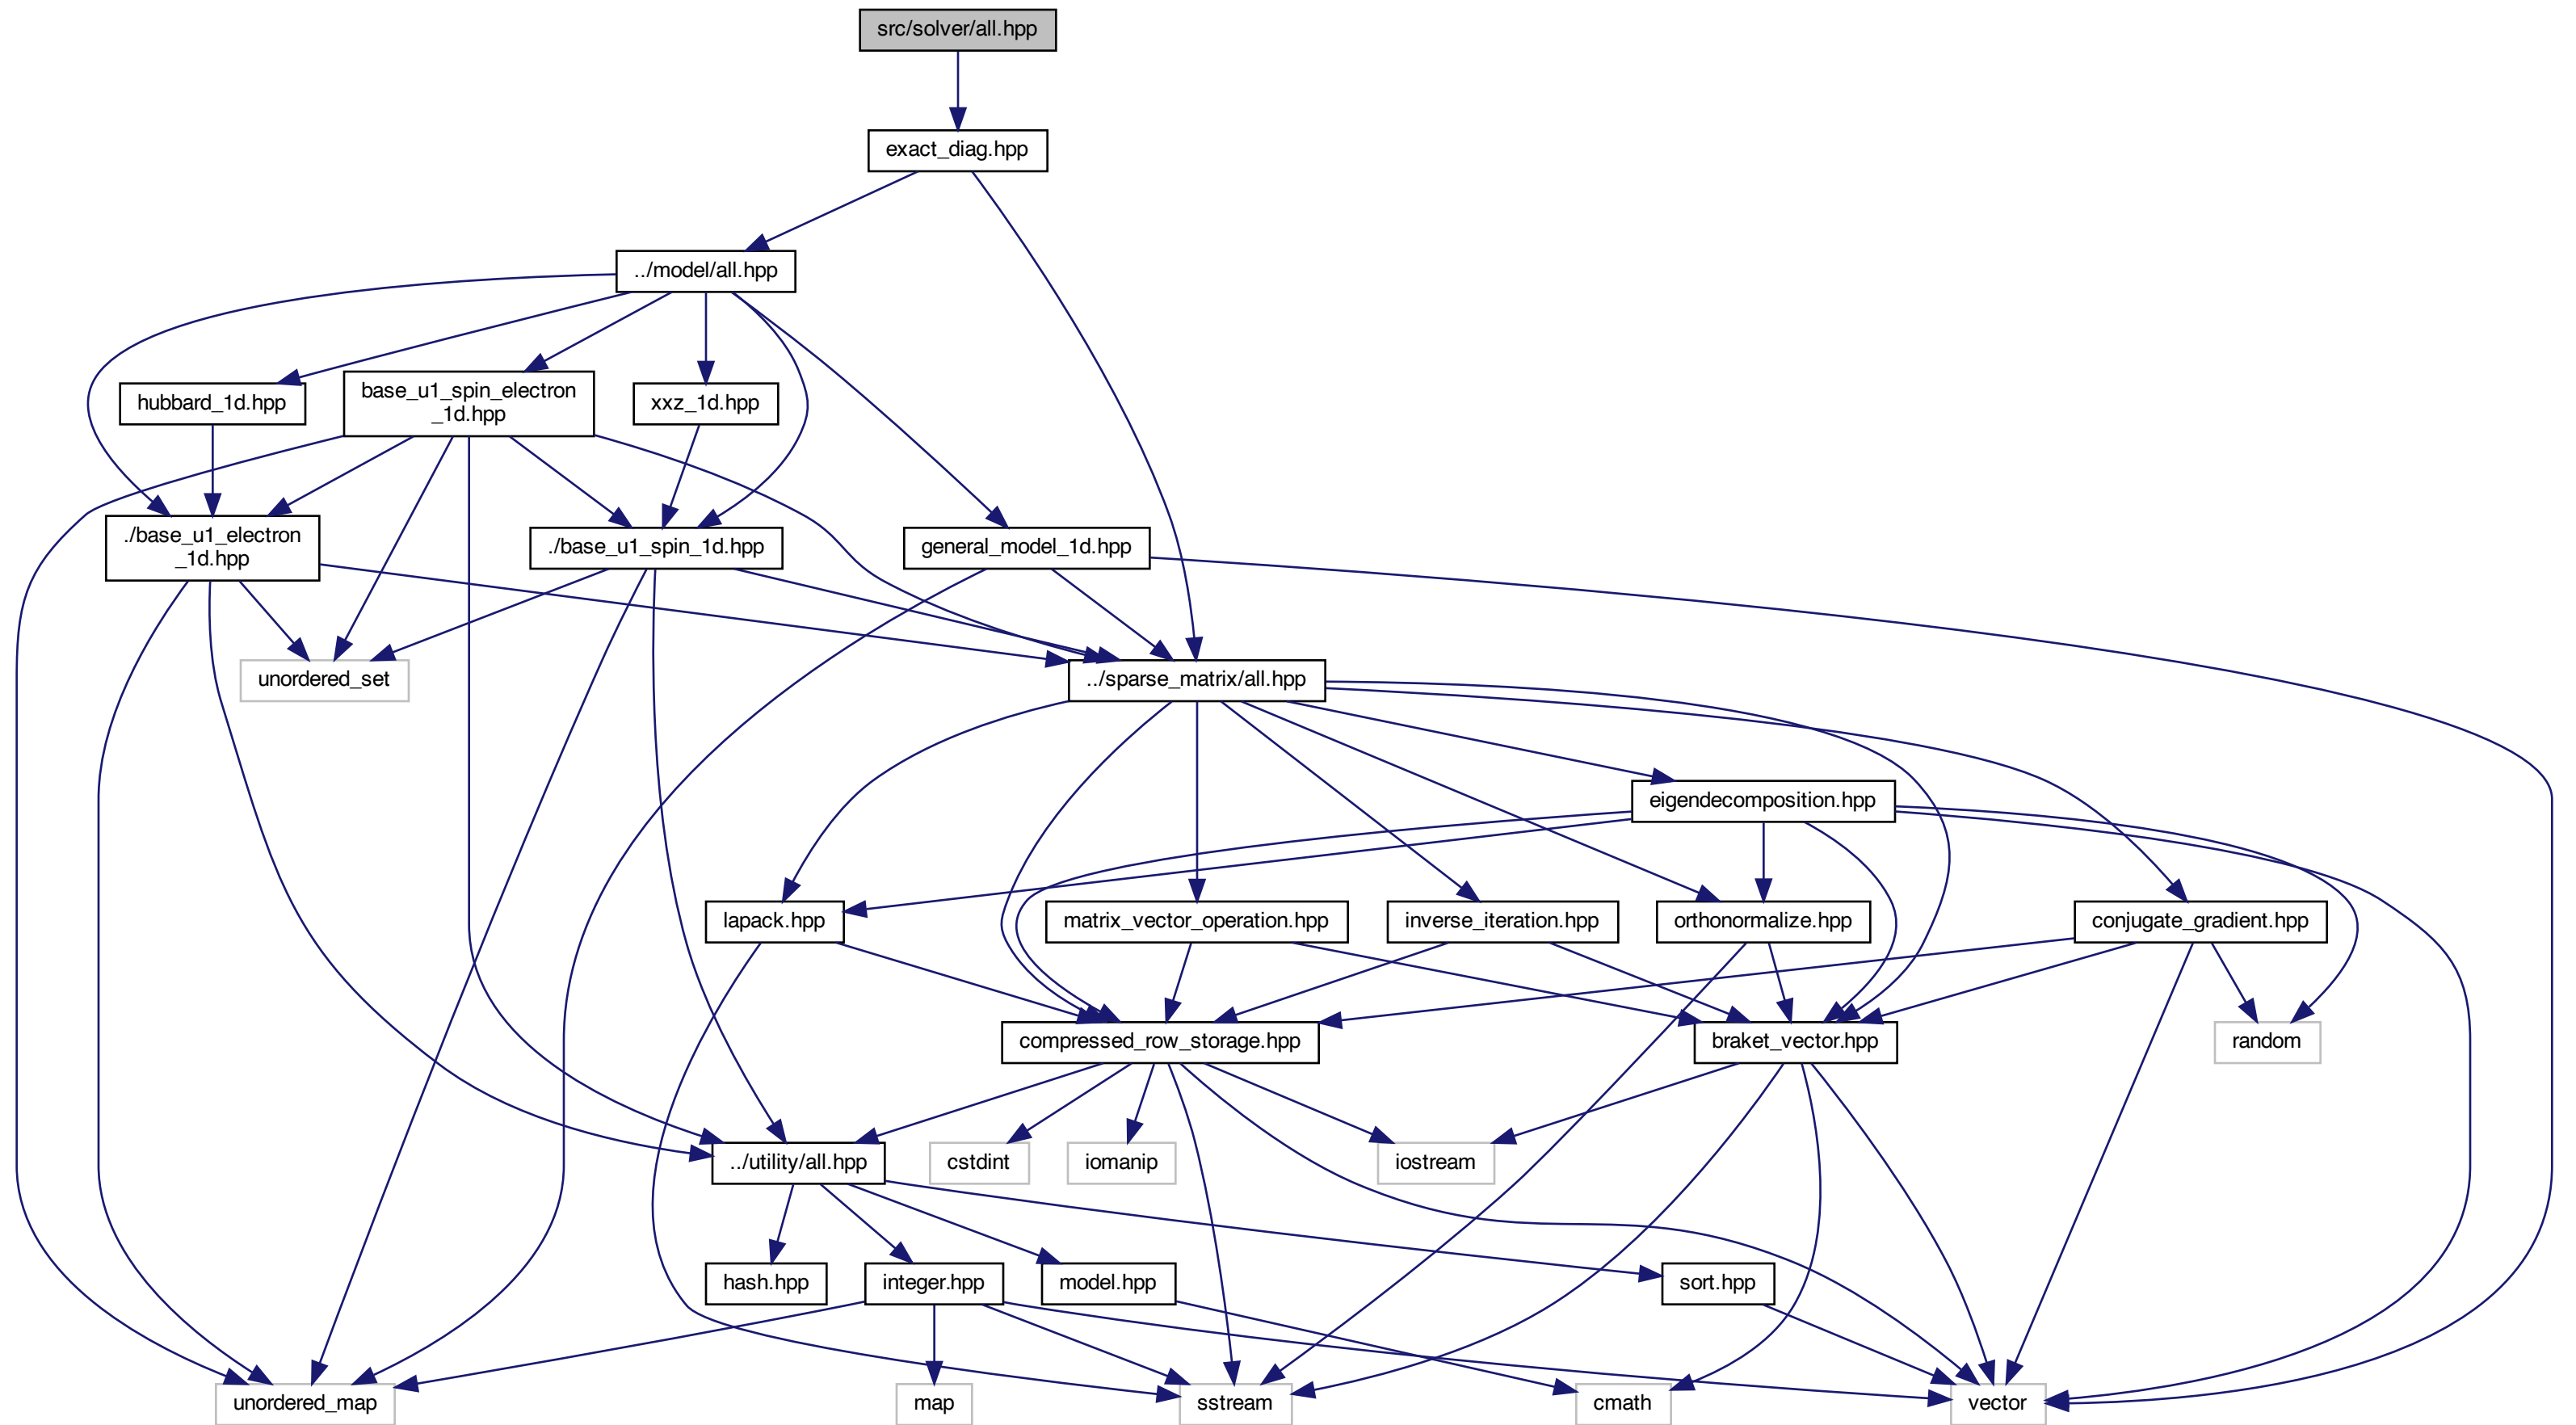 src/solver/all.hpp
exact_diag.hpp
../model/all.hpp
hubbard_1d.hpp
base_u1_spin_electron
_1d.hpp
xxz_1d.hpp
./base_u1_electron
_1d.hpp
./base_u1_spin_1d.hpp
general_model_1d.hpp
unordered_set
../sparse_matrix/all.hpp
eigendecomposition.hpp
lapack.hpp
matrix_vector_operation.hpp
inverse_iteration.hpp
orthonormalize.hpp
conjugate_gradient.hpp
compressed_row_storage.hpp
braket_vector.hpp
random
../utility/all.hpp
cstdint
iomanip
iostream
hash.hpp
integer.hpp
model.hpp
sort.hpp
unordered_map
map
sstream
cmath
vector